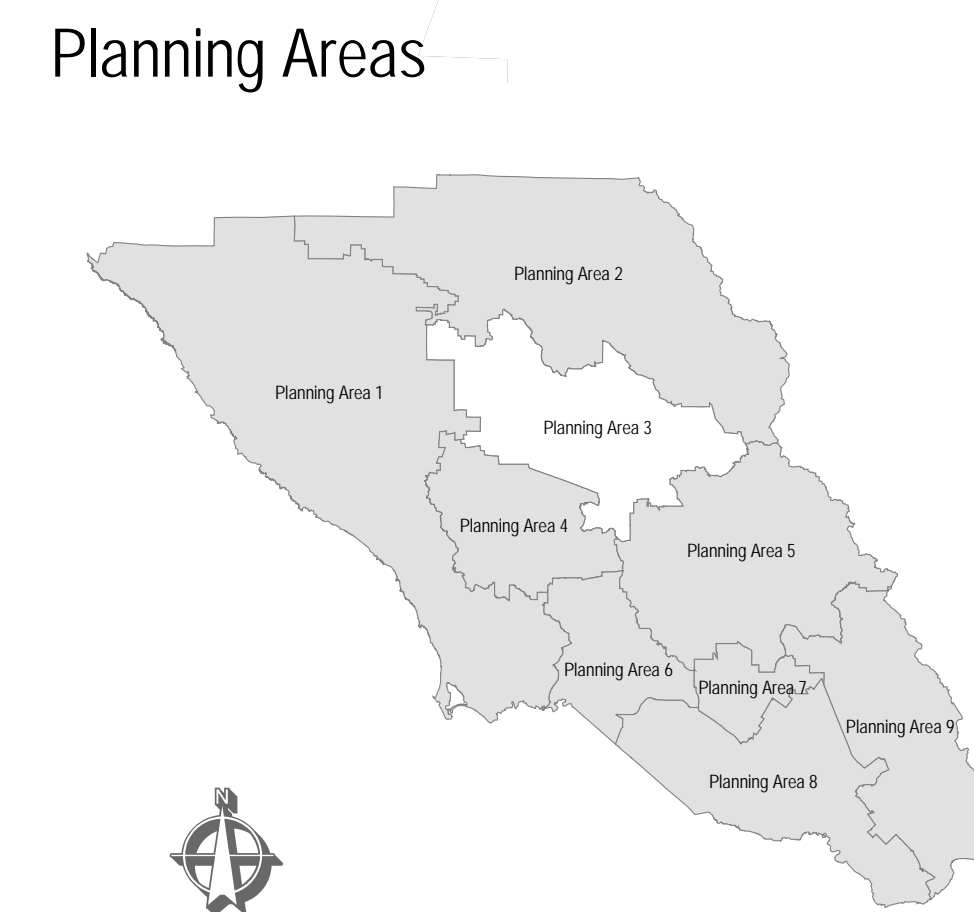 Planning Areas
Planning Area 2
Planning Area 1
Planning Area 3
Planning Area 4
Planning Area 5
Planning Area 6
Planning Area 7
Planning Area 9
Planning Area 8
N